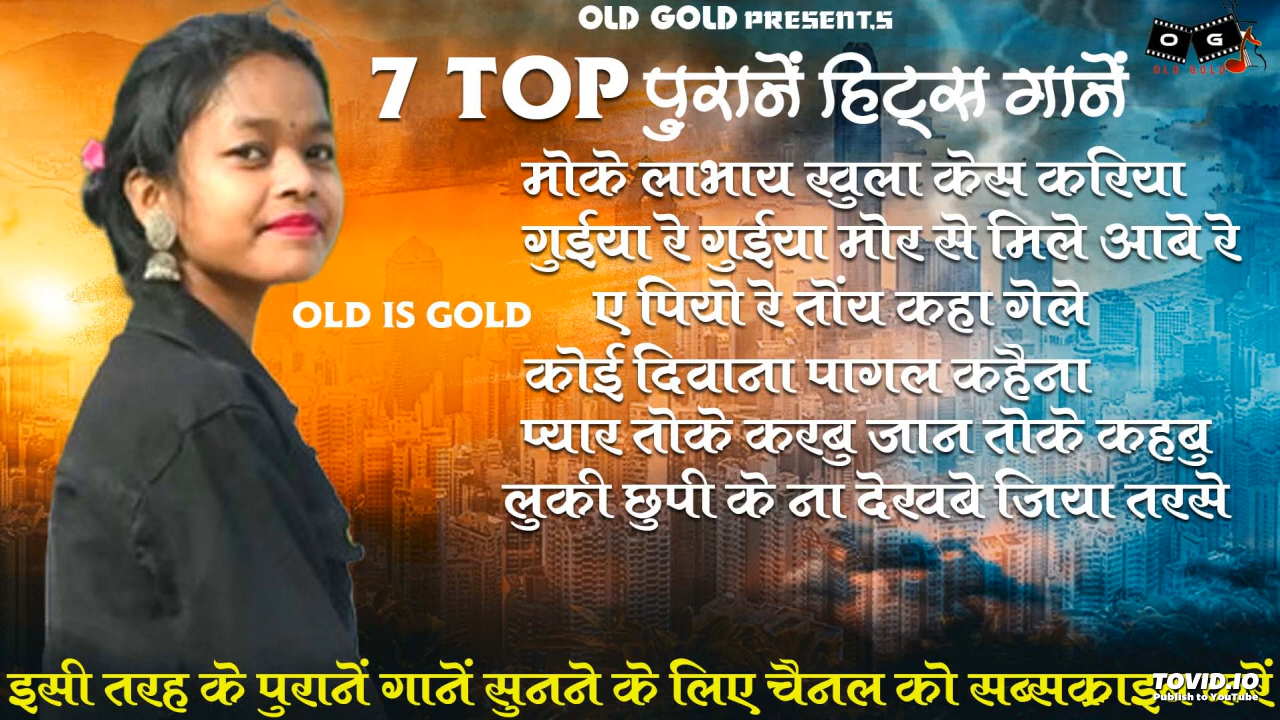 OLD GOLD PRESENT,S
O G
OLD GOLD
7 TOP पुरानें हिट्स गानें
मोके लाभाय खुला केस करिया
गुईया रे गुईया मोर से मिले आबे रे
OLD IS GOLD
ए पियो रे तोंय कहा गेले
कोई दिवाना पागल कहैना
प्यार तोके करबु जान तोके कहबु
लुकी छुपी के ना देखबे जिया तरसे
इसी तरह के पुरानें गानें सुनने के लिए चैनल को सब्सक्राइब करें
TOVID.IO
Publish to YouTube